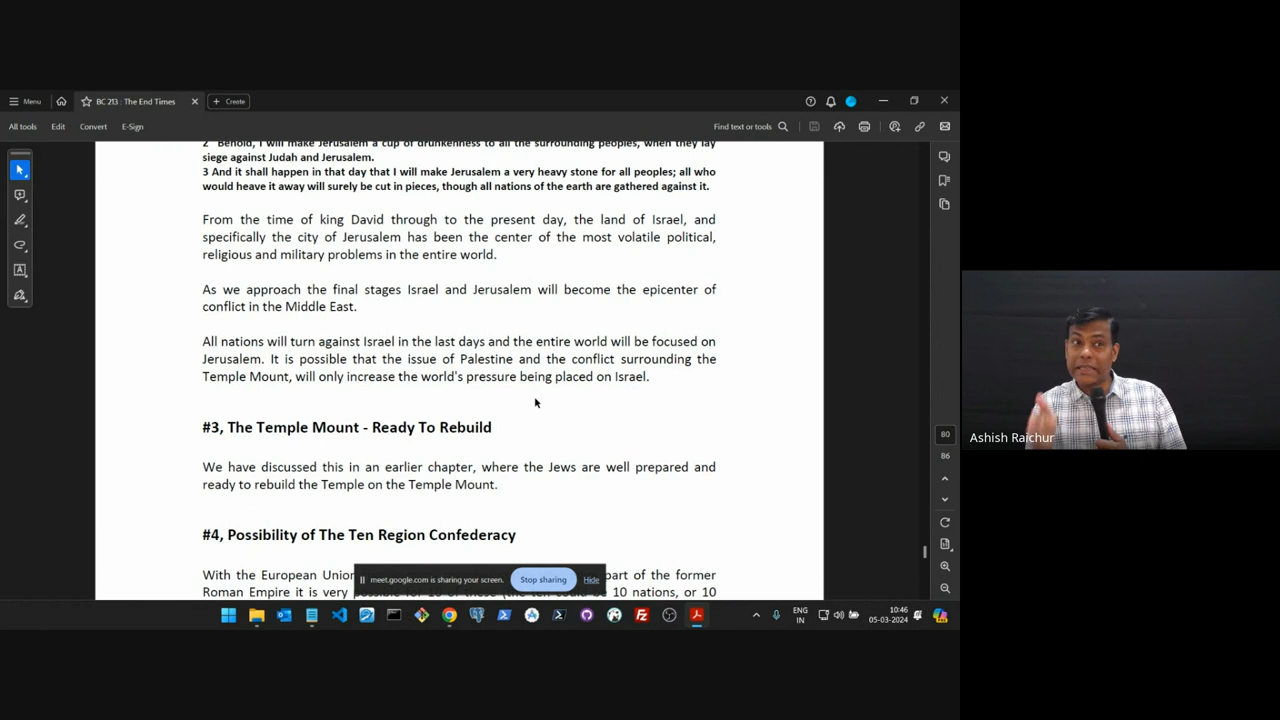 Menu
BC 213 : The End Times
Create
All tools
Edit
Convert
E-Sign
Find text or tools
2 Behold, I will make Jerusalem a cup of drunkenness to all the surrounding peoples, when they lay
siege against Judah and Jerusalem.
3 And it shall happen in that day that I will make Jerusalem a very heavy stone for all peoples; all who
would heave it away will surely be cut in pieces, though all nations of the earth are gathered against it.
From the time of king David through to the present day, the land of Israel, and
specifically the city of Jerusalem has been the center of the most volatile political,
religious and military problems in the entire world.
As we approach the final stages Israel and Jerusalem will become the epicenter of
conflict in the Middle East.
All nations will turn against Israel in the last days and the entire world will be focused on
Jerusalem. It is possible that the issue of Palestine and the conflict surrounding the
Temple Mount, will only increase the world's pressure being placed on Israel.
#3, The Temple Mount - Ready To Rebuild
We have discussed this in an earlier chapter, where the Jews are well prepared and
ready to rebuild the Temple on the Temple Mount.
#4, Possibility of The Ten Region Confederacy
With the European Union part of the former
Roman Empire it is very 10 nations, or 10
meet.google.com is sharing your screen.
Stop sharing
Hide
80
86
Ashish Raichur
ENG
IN
10:46
05-03-2024